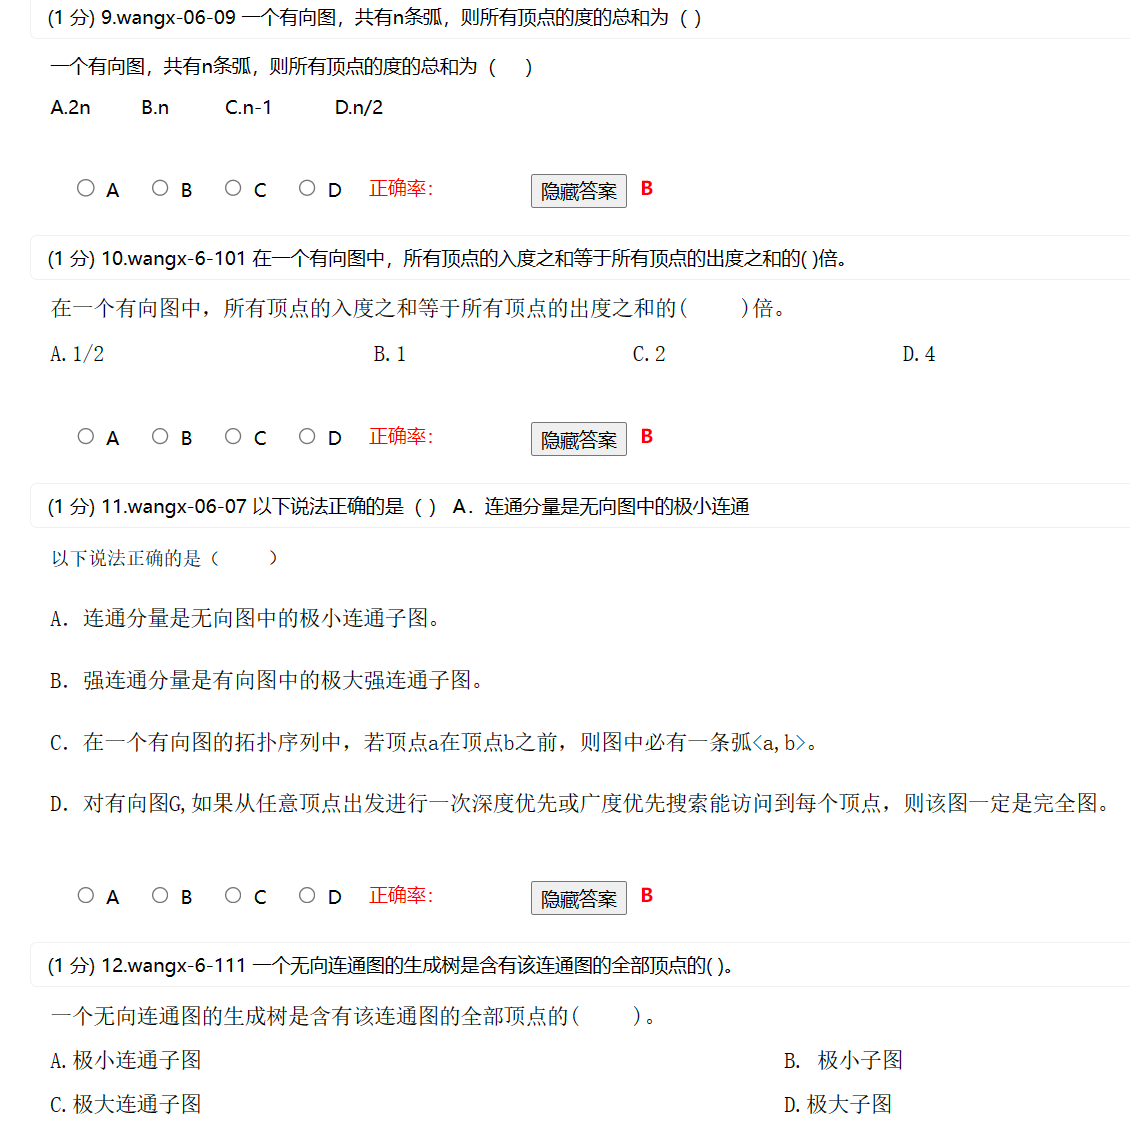 (1 分) 9.wangx-06-09 一个有向图，共有n条弧，则所有顶点的度的总和为（ ）
一个有向图，共有n条弧，则所有顶点的度的总和为（ ）
A.2n B.n C.n-1 D.n/2
A B C D 正确率： 隐藏答案 B
(1 分) 10.wangx-6-101 在一个有向图中，所有顶点的入度之和等于所有顶点的出度之和的( )倍。
在一个有向图中，所有顶点的入度之和等于所有顶点的出度之和的( )倍。
A.1/2 B.1 C.2 D.4
A B C D 正确率： 隐藏答案 B
(1 分) 11.wangx-06-07 以下说法正确的是（ ） A．连通分量是无向图中的极小连通
以下说法正确的是（ ）
A．连通分量是无向图中的极小连通子图。
B．强连通分量是有向图中的极大强连通子图。
C．在一个有向图的拓扑序列中，若顶点a在顶点b之前，则图中必有一条弧<a,b>。
D．对有向图G,如果从任意顶点出发进行一次深度优先或广度优先搜索能访问到每个顶点，则该图一定是完全图。
A B C D 正确率： 隐藏答案 B
(1 分) 12.wangx-6-111 一个无向连通图的生成树是含有该连通图的全部顶点的( )。
一个无向连通图的生成树是含有该连通图的全部顶点的( )。
A.极小连通子图 B. 极小子图
C.极大连通子图 D.极大子图